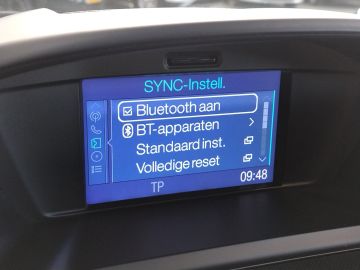 SYNC-Instell.
Bluetooth aan
BT-apparaten
Standaard inst.
Volledige reset
TP 09:48